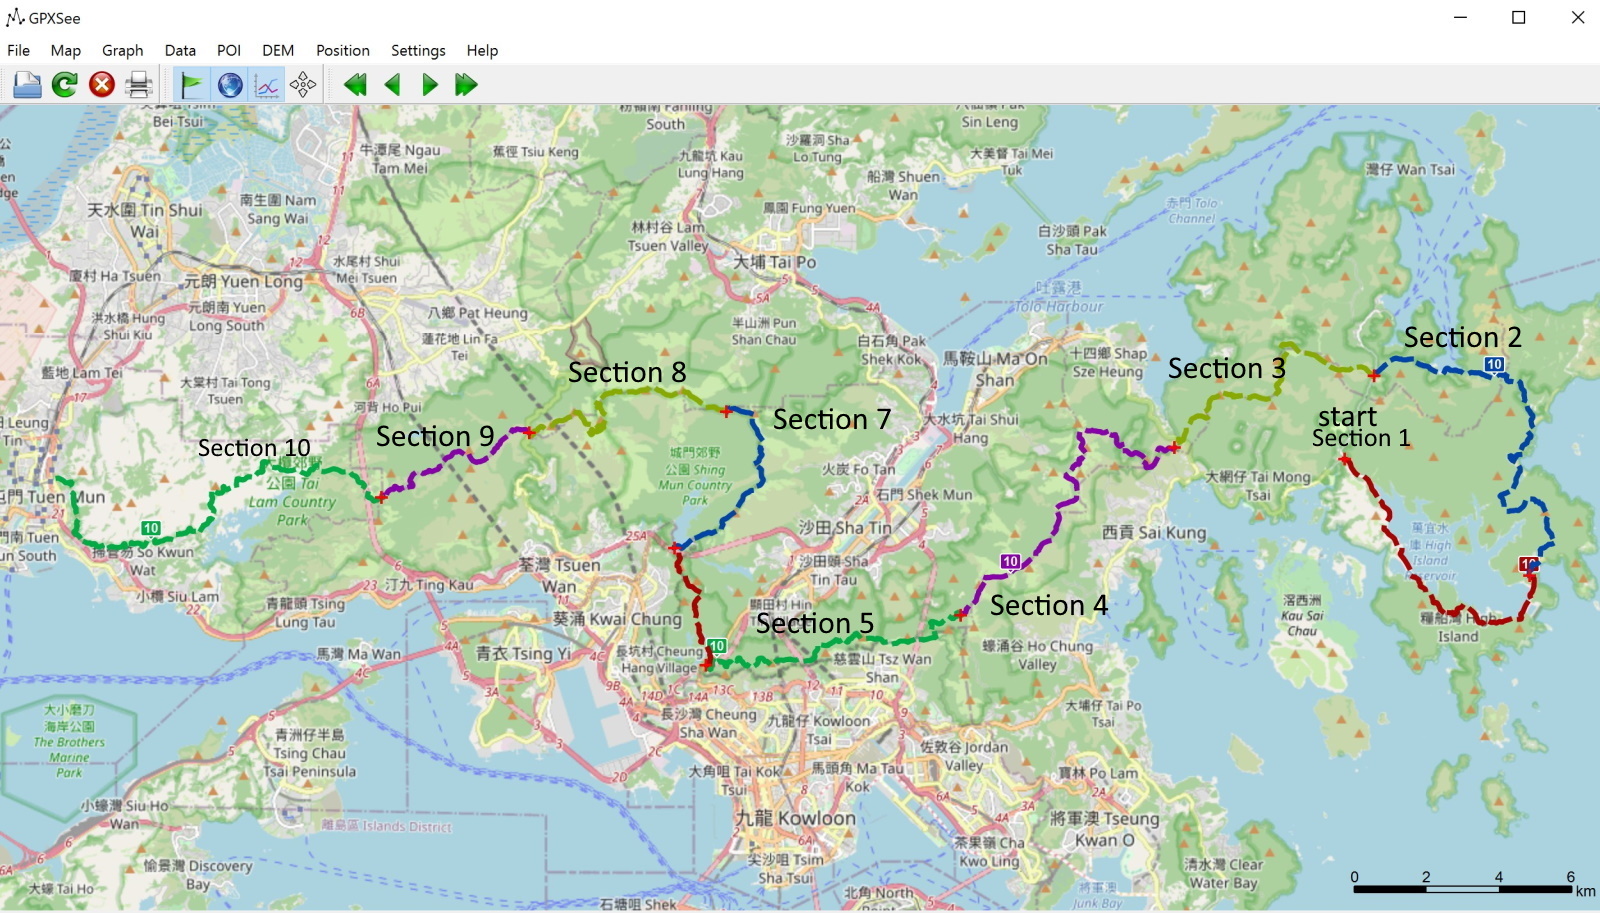 GPXSee
File Map Graph Data POI DEM Position Settings Help
Bei Tsui
South
Sin Leng
牛潭尾 Ngau
Tam Mei
蕉徑 Tsiu Keng
九龍坑 Kau
Lung Hang
沙羅洞 Sha
Lo Tung
大美督 Tai Mei
Tuk
船灣 Shuen
Wan
灣仔 Wan Tsai
天水圍 Tin Shui
Wai
南生圍 Nam
Sang Wai
林村谷 Lam
Tsuen Valley
鳳園 Fung Yuen
赤門 Tolo
Channel
白沙頭 Pak
Sha Tau
廈村 Ha Tsuen
水尾村 Shui
Mei Tsuen
大埔 Tai Po
元朗 Yuen Long
元朗南 Yuen
Long South
吐露港
Tolo Harbour
洪水橋 Hung
Shui Kiu
八鄉 Pat Heung
蓮花地 Lin Fa
Tei
半山洲 Pun
Shan Chau
白石角 Pak
Shek Kok
馬鞍山 Ma On
Shan
十四鄉 Shap
Sze Heung
Section 2
10
藍地 Lam Tei
大棠村 Tai Tong
Tsuen
Section 8
Section 3
河背 Ho Pui
Section 7
大水坑 Tai Shui
Hang
start
Section 1
Section 9
Section 10
城門郊野
公園 Shing
Mun Country
Park
火炭 Fo Tan
石門 Shek Mun
大網仔 Tai Mong
Tsai
公園 Tai
Lam Country
Park
屯門 Tuen Mun
10
掃管笏 So Kwun
Wat
沙田 Sha Tin
沙田頭 Sha
Tin Tau
西貢 Sai Kung
萬宜水
庫 High
Island
荃灣 Tsuen
Wan
10
小欖 Siu Lam
汀九 Ting Kau
青龍頭 Tsing
Lung Tau
葵涌 Kwai Chung
顯田村 Hin
Section 5
Section 4
滘西洲
Kau Sai
Chau
糧船灣 High
Island
馬灣 Ma Wan
青衣 Tsing Yi
長坑村 Cheung
Hang Village
10
慈雲山 Tsz Wan
Shan
蠔涌谷 Ho Chung
Valley
大小磨刀
海岸公園
The Brothers
Marine
Park
青洲仔半島
Tsing Chau
Tsai Peninsula
長沙灣 Cheung
Sha Wan
九龍仔 Kowloon
Tsai
大埔仔 Tai Po
Tsai
佐敦谷 Jordan
Valley
大角咀 Tai Kok
Tsui
馬頭角 Ma Tau
Kok
寶林 Po Lam
小蠔灣 Siu Ho
Wan
離島區 Islands District
九龍 Kowloon
將軍澳 Tseung
Kwan O
茶果嶺 Cha
Kwo Ling
愉景灣 Discovery
Bay
尖沙咀 Tsim
Sha Tsui
清水灣 Clear
Water Bay
大蠔 Tai Ho
石塘咀 Shek
北角 North
將軍澳
Junk Bay
0 2 4 6
km